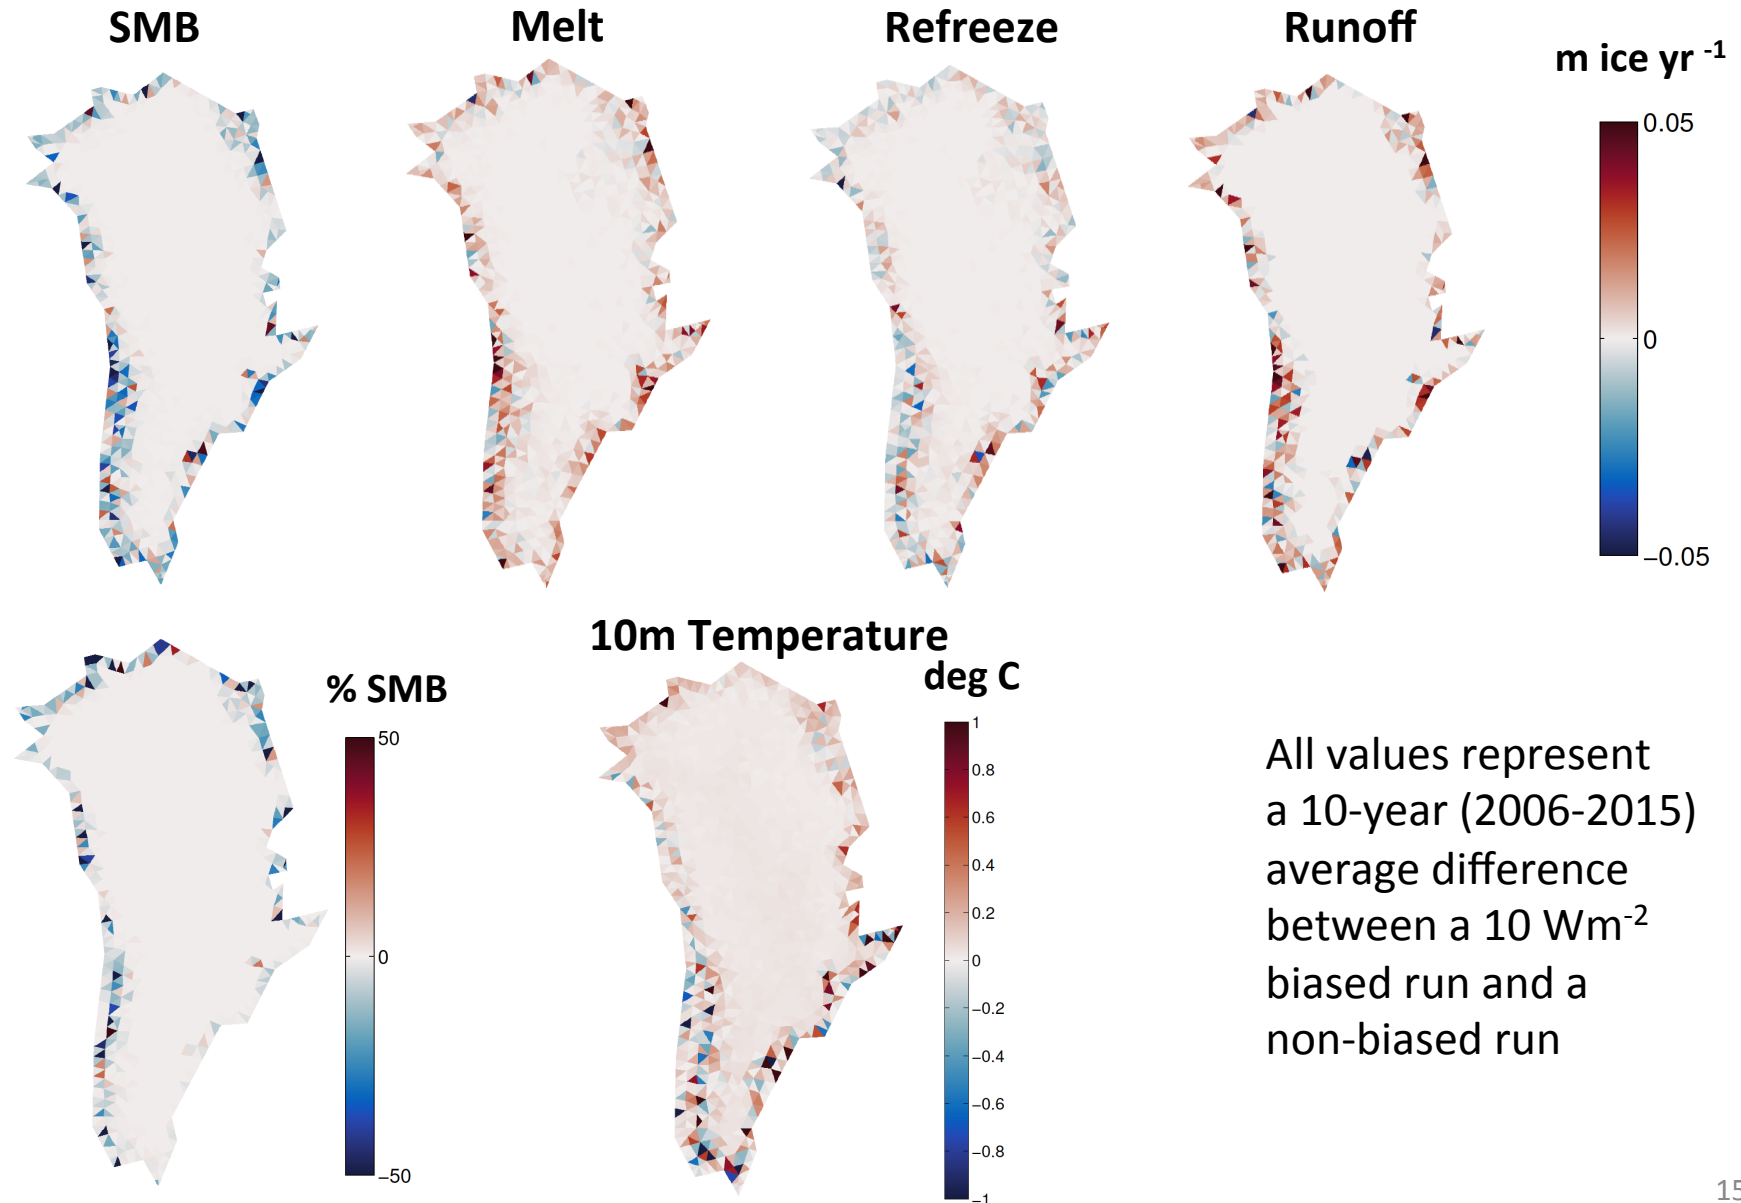 SMB
Melt
Refreeze
Runoff
m ice yr -1
0.05
0
−0.05
% SMB
50
0
−50
10m Temperature
deg C
1
0.8
0.6
0.4
0.2
0
−0.2
−0.4
−0.6
−0.8
−1
All values represent
a 10-year (2006-2015)
average difference
between a 10 Wm-2
biased run and a
non-biased run
15